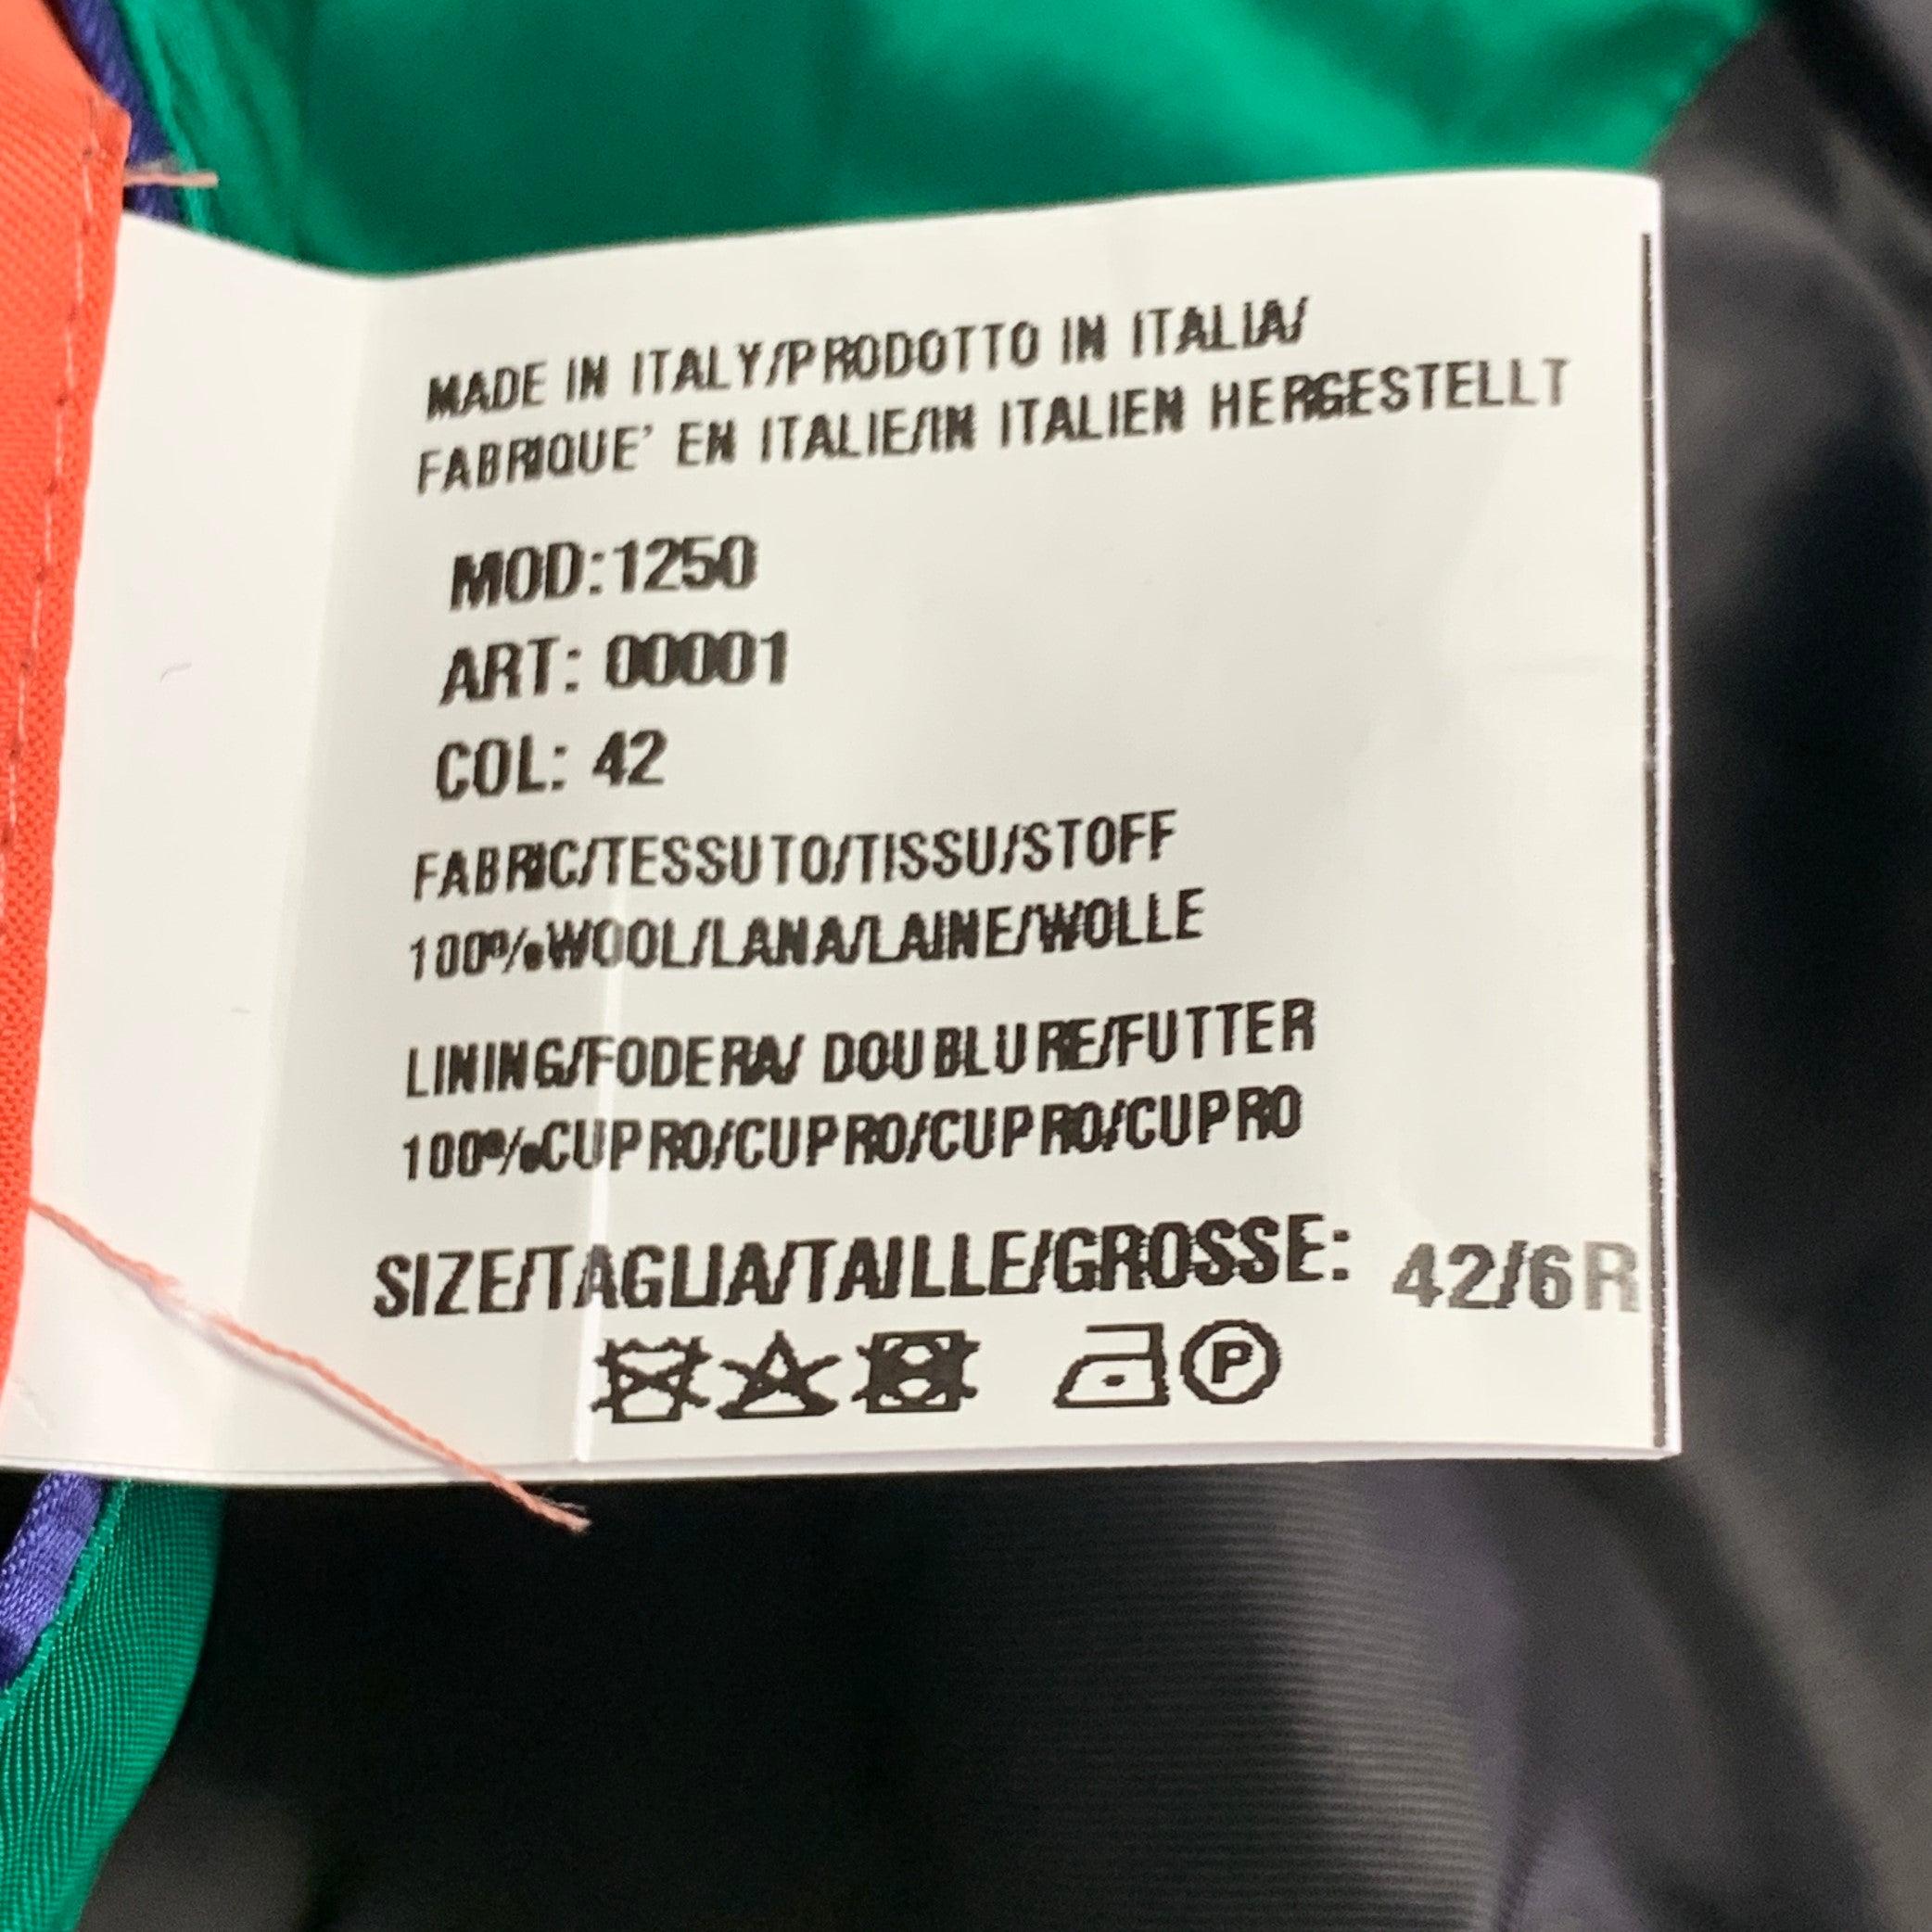 MADE IN ITALY/PRODOTTO IN ITALIA/
FABRIQUE' EN ITALIE/IN ITALIEN HERGESTELLT
MOD:1250
ART: 00001
COL: 42
FABRIC/TESSUTO/TISSU/STOFF
100%WOOL/LANA/LAINE/WOLLE
LINING/FODERA/ DOUBLURE/FUTTER
100%CUPRO/CUPRO/CUPRO/CUPRO
SIZE/TAGLIA/TAILLE/GROSSE: 42/6R
P